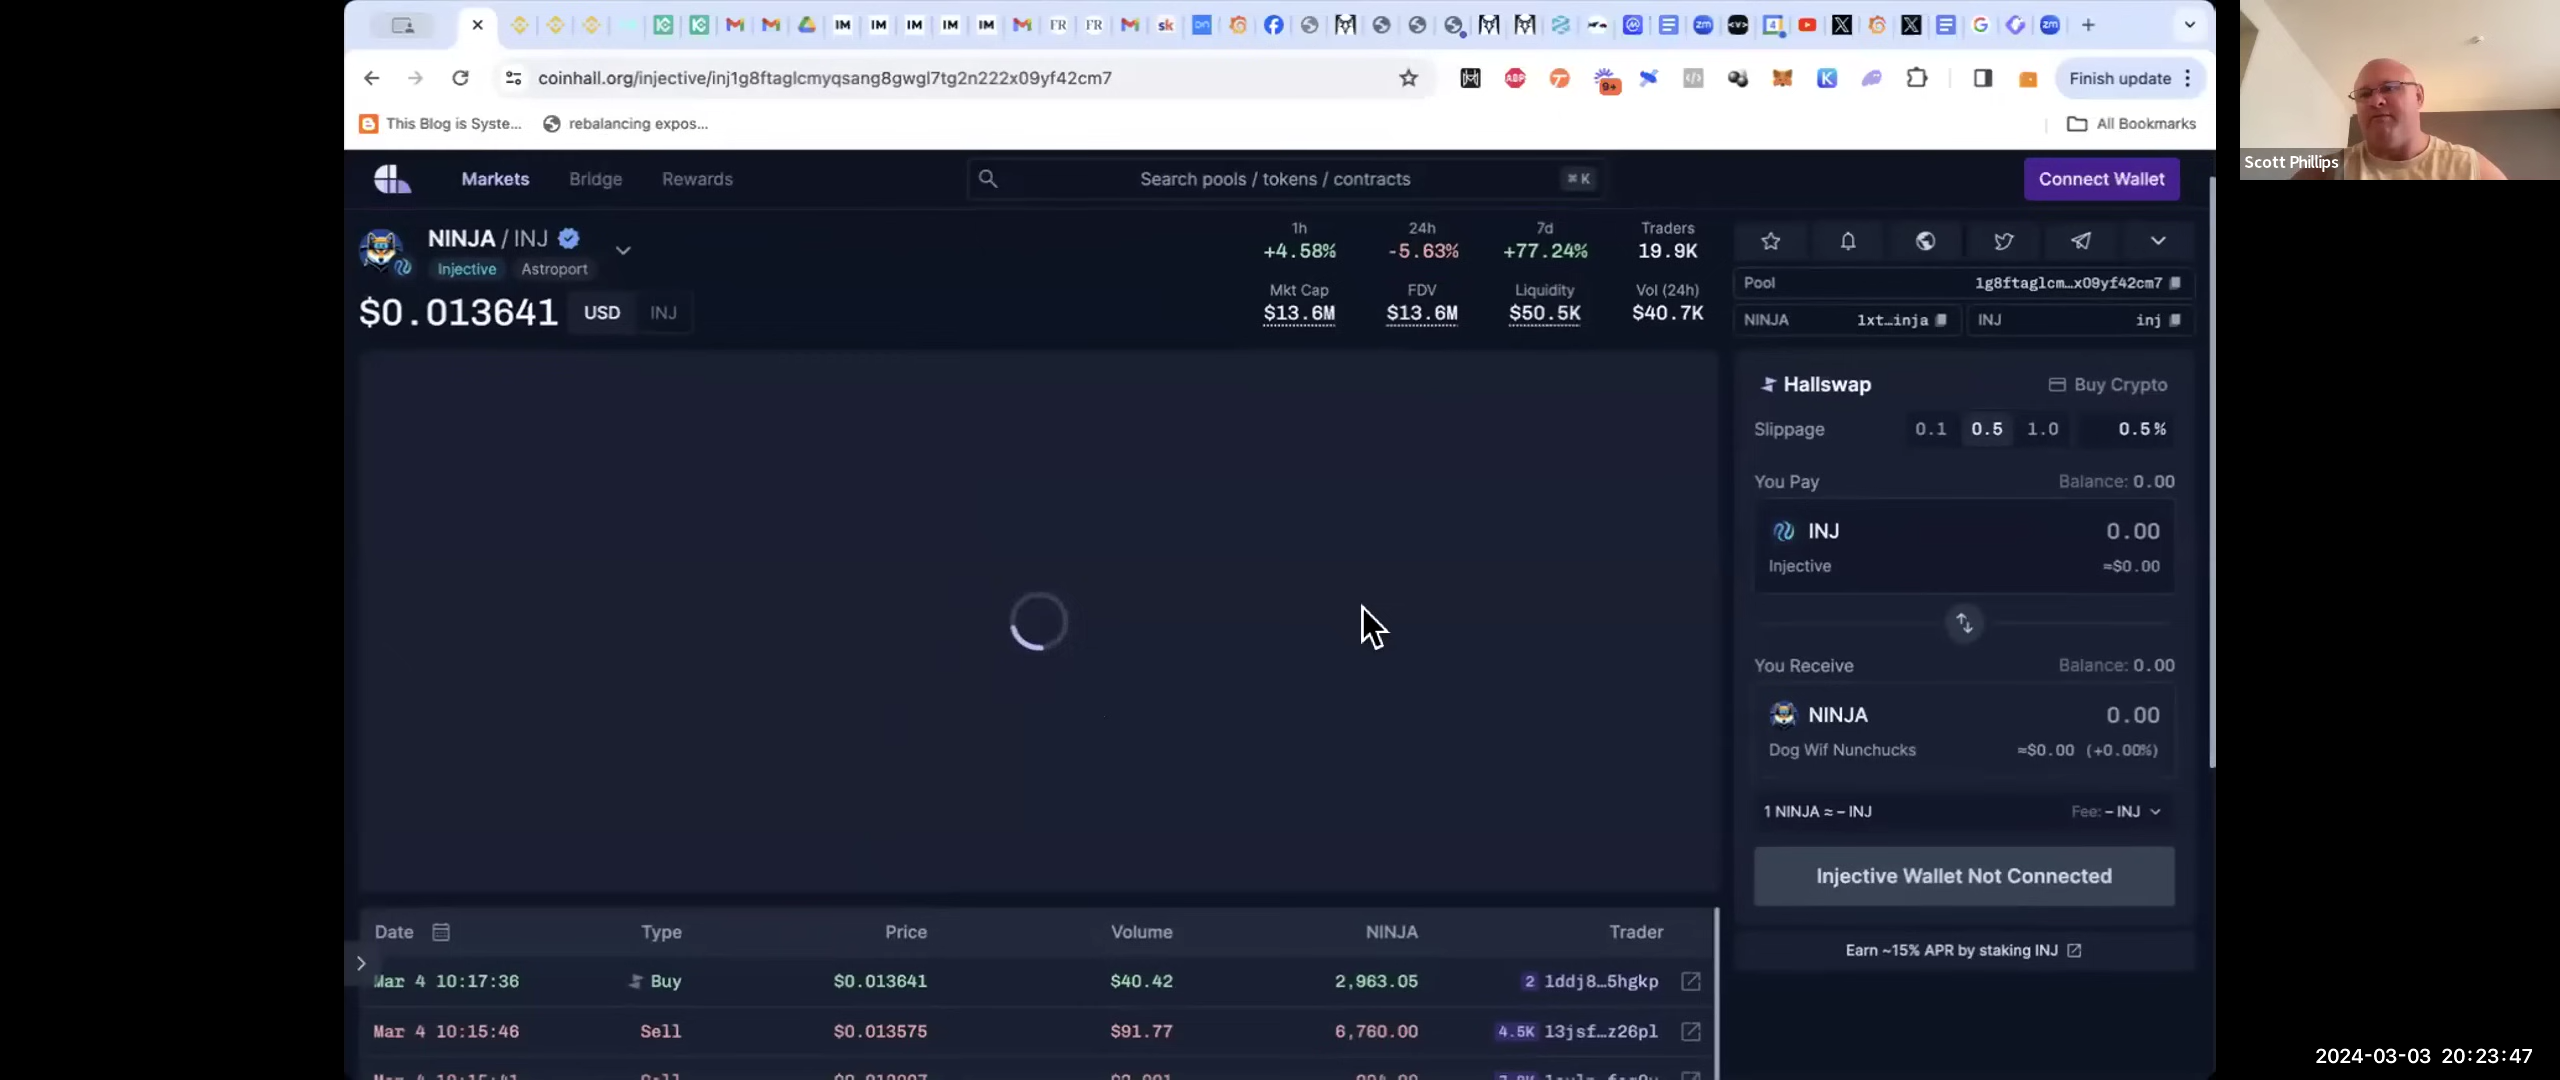 coinhall.org/injective/inj1g8ftaglcmyqsang8gwgl7tg2n222x09yf42cm7
Finish update
This Blog is Syste...
rebalancing expos...
All Bookmarks
Markets
Bridge
Rewards
Search pools / tokens / contracts
⌘ K
Connect Wallet
NINJA / INJ
Injective
Astroport
$0.013641
USD
INJ
1h
24h
7d
Traders
+4.58%
-5.63%
+77.24%
19.9K
Mkt Cap
FDV
Liquidity
Vol (24h)
$13.6M
$13.6M
$50.5K
$40.7K
Pool
1g8ftaglcm…x09yf42cm7
NINJA
1xt…inja
INJ
inj
Hallswap
Buy Crypto
Slippage
0.1
0.5
1.0
0.5%
You Pay
Balance: 0.00
INJ
0.00
Injective
≈$0.00
You Receive
Balance: 0.00
NINJA
0.00
Dog Wif Nunchucks
≈$0.00 (+0.00%)
1 NINJA ≈ – INJ
Fee: – INJ
Injective Wallet Not Connected
Earn ~15% APR by staking INJ
Date
Type
Price
Volume
NINJA
Trader
Mar 4 10:17:36
Buy
$0.013641
$40.42
2,963.05
2
1ddj8…5hgkp
Mar 4 10:15:46
Sell
$0.013575
$91.77
6,760.00
4.5K
13jsf…z26pl
Scott Phillips
2024-03-03 20:23:47